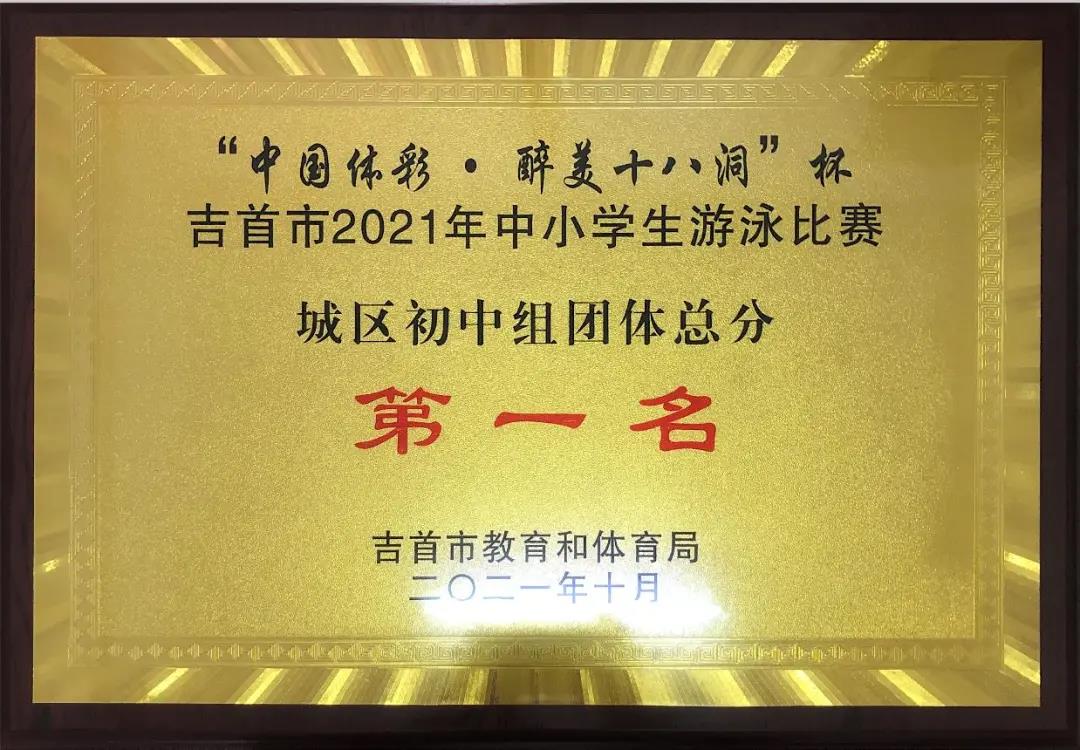 “中国体彩·醉美十八洞”杯
吉首市2021年中小学生游泳比赛
城区初中组团体总分
第一名
吉首市教育和体育局
二〇二一年十月